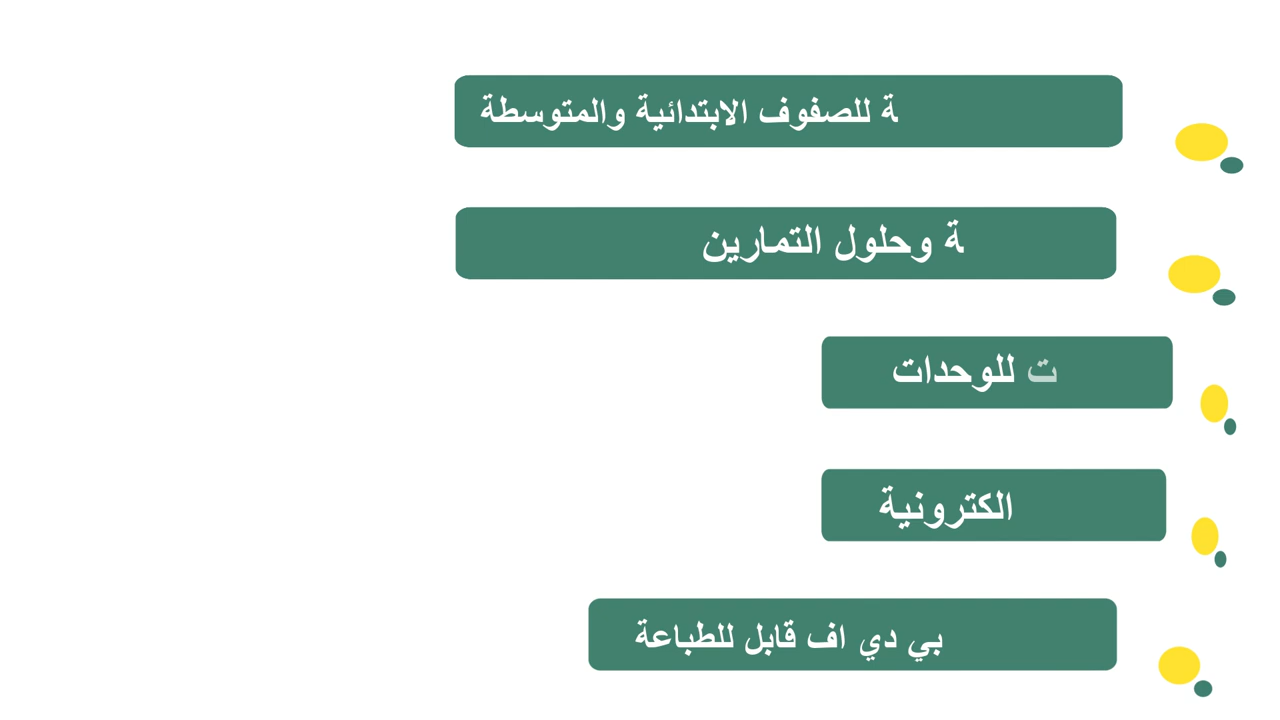 ة للصفوف الابتدائية والمتوسطة
ة وحلول التمارين
ت للوحدات
الكترونية
بي دي اف قابل للطباعة